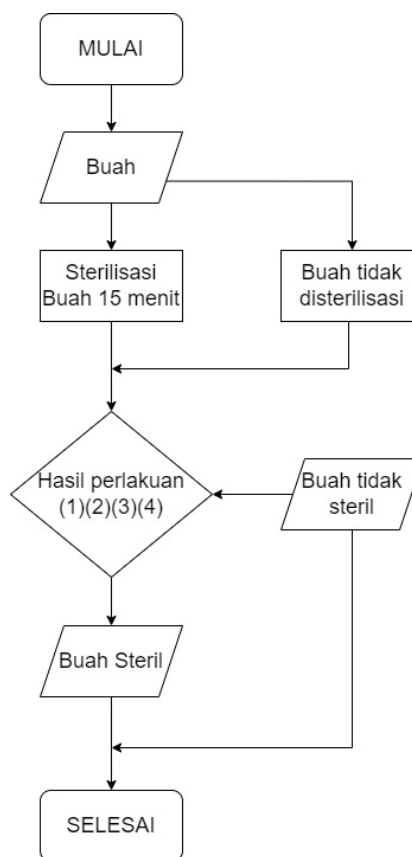 MULAI
Buah
Sterilisasi
Buah 15 menit
Buah tidak
disterilisasi
Hasil perlakuan
(1)(2)(3)(4)
Buah tidak
steril
Buah Steril
SELESAI